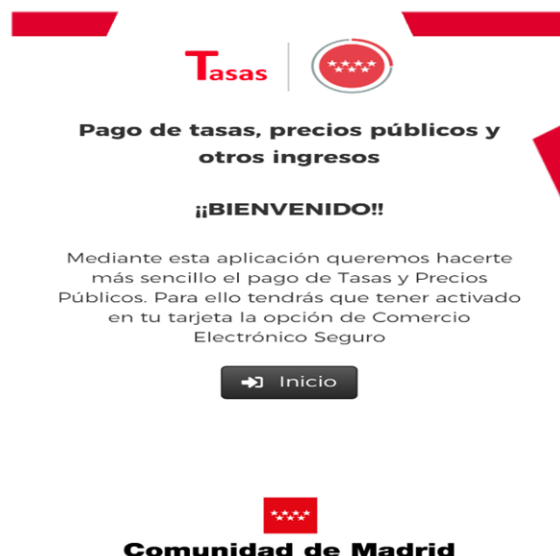 Tasas
Pago de tasas, precios públicos y
otros ingresos
¡¡BIENVENIDO!!
Mediante esta aplicación queremos hacerte
más sencillo el pago de Tasas y Precios
Públicos. Para ello tendrás que tener activado
en tu tarjeta la opción de Comercio
Electrónico Seguro
Inicio
Comunidad de Madrid